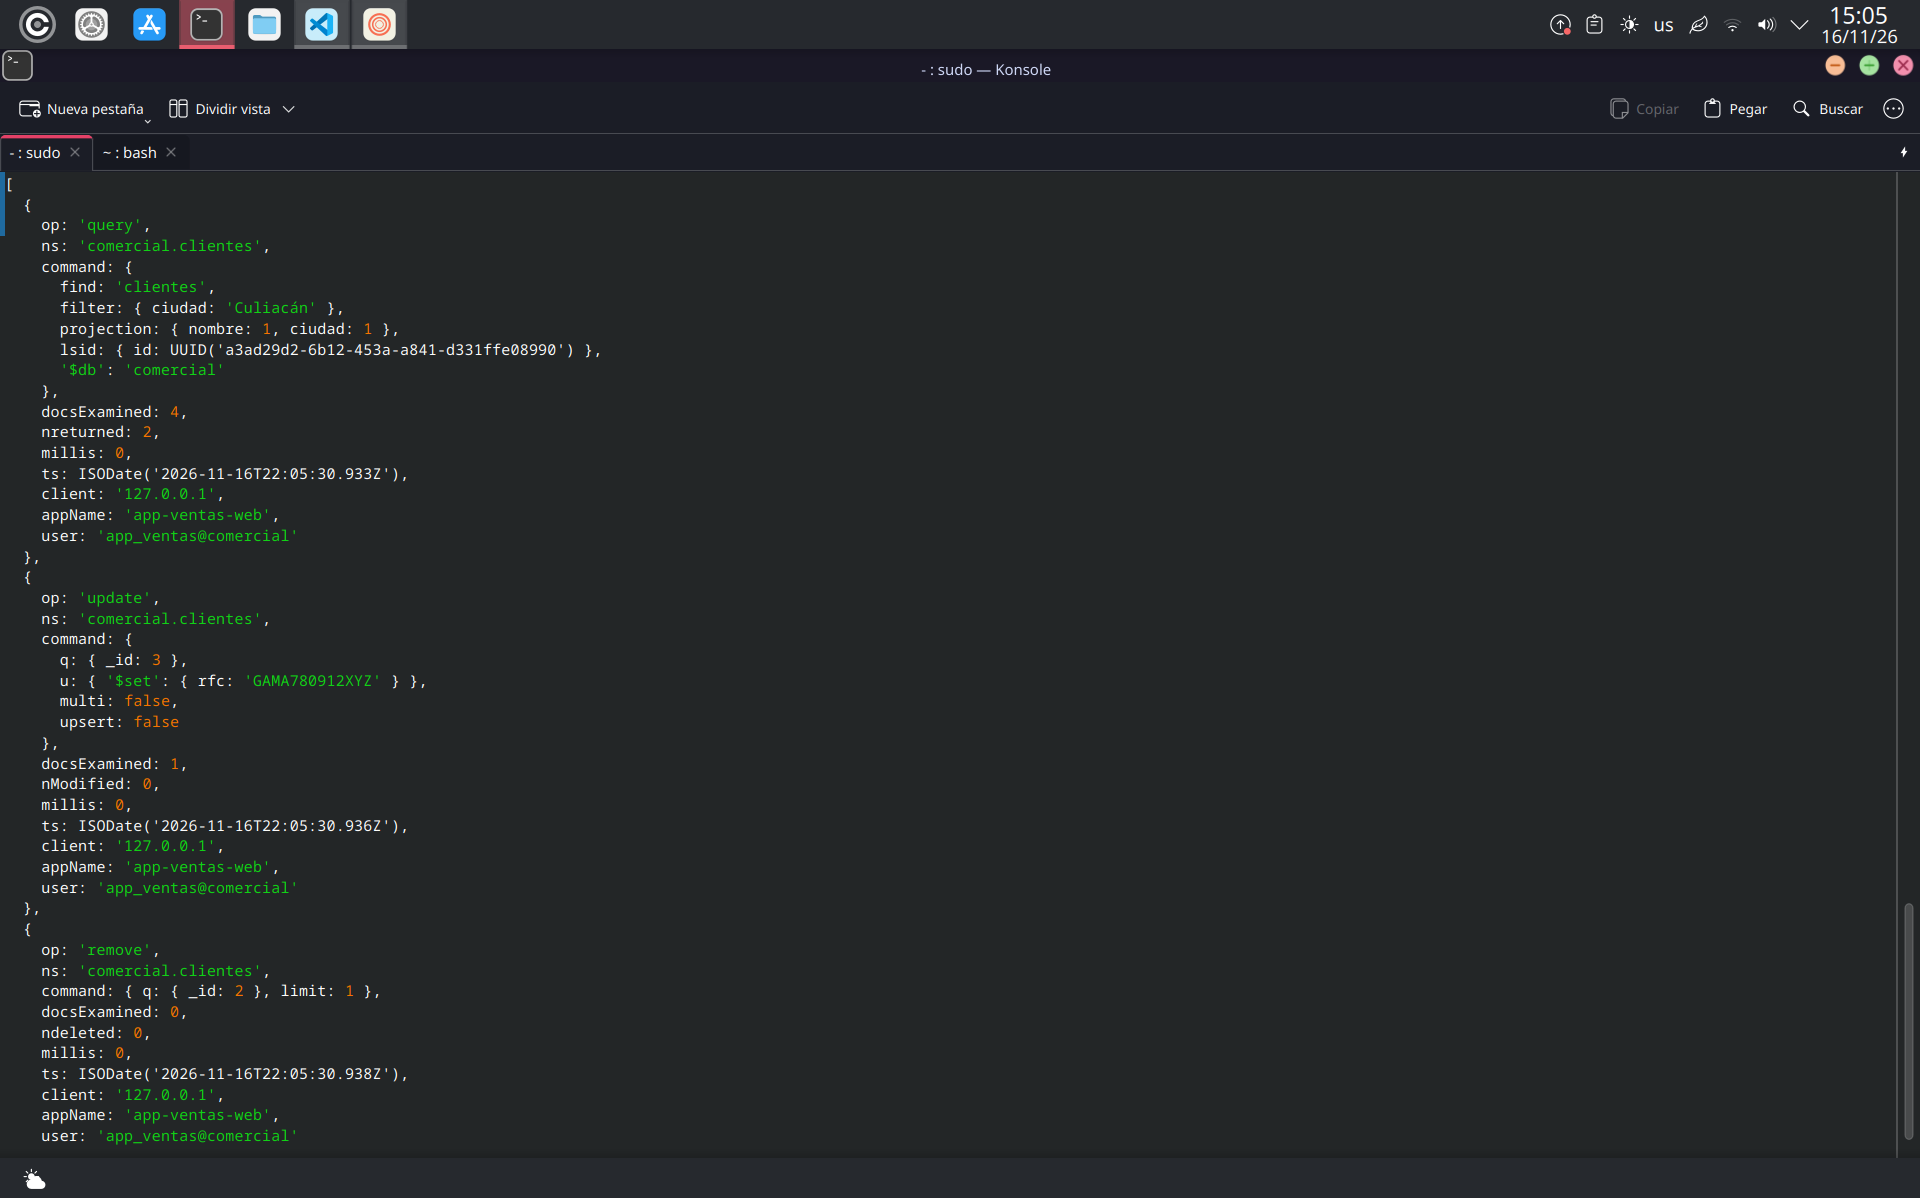 us
15:05
16/11/26
- : sudo — Konsole
Nueva pestaña
Dividir vista
Copiar
Pegar
Buscar
- : sudo
~ : bash
[
  {
    op: 'query',
    ns: 'comercial.clientes',
    command: {
      find: 'clientes',
      filter: { ciudad: 'Culiacán' },
      projection: { nombre: 1, ciudad: 1 },
      lsid: { id: UUID('a3ad29d2-6b12-453a-a841-d331ffe08990') },
      '$db': 'comercial'
    },
    docsExamined: 4,
    nreturned: 2,
    millis: 0,
    ts: ISODate('2026-11-16T22:05:30.933Z'),
    client: '127.0.0.1',
    appName: 'app-ventas-web',
    user: 'app_ventas@comercial'
  },
  {
    op: 'update',
    ns: 'comercial.clientes',
    command: {
      q: { _id: 3 },
      u: { '$set': { rfc: 'GAMA780912XYZ' } },
      multi: false,
      upsert: false
    },
    docsExamined: 1,
    nModified: 0,
    millis: 0,
    ts: ISODate('2026-11-16T22:05:30.936Z'),
    client: '127.0.0.1',
    appName: 'app-ventas-web',
    user: 'app_ventas@comercial'
  },
  {
    op: 'remove',
    ns: 'comercial.clientes',
    command: { q: { _id: 2 }, limit: 1 },
    docsExamined: 0,
    ndeleted: 0,
    millis: 0,
    ts: ISODate('2026-11-16T22:05:30.938Z'),
    client: '127.0.0.1',
    appName: 'app-ventas-web',
    user: 'app_ventas@comercial'